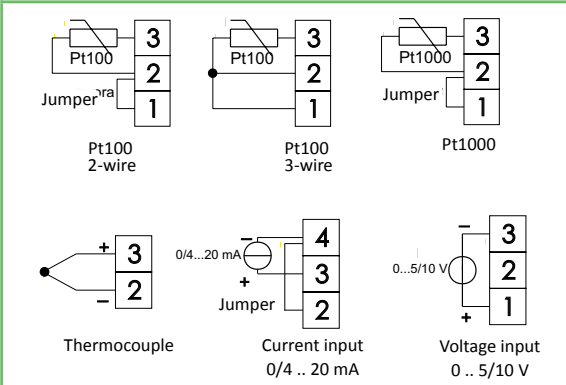 3
Pt100
2
Jumper
1
Pt100
2-wire
3
Pt100
2
1
Pt100
3-wire
3
Pt1000
2
Jumper
1
Pt1000
+
3
2
–
Thermocouple
–
4
0/4...20 mA
3
+
Jumper
2
Current input
0/4 .. 20 mA
–
3
0...5/10 V
2
1
+
Voltage input
0 .. 5/10 V